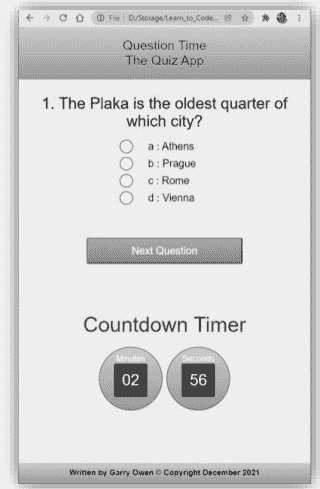 File | D:/Storage/Learn_to_Code...
Question Time
The Quiz App
1. The Plaka is the oldest quarter of
which city?
a : Athens
b : Prague
c : Rome
d : Vienna
Next Question
Countdown Timer
Minutes
Seconds
02
56
Written by Garry Owen © Copyright December 2021